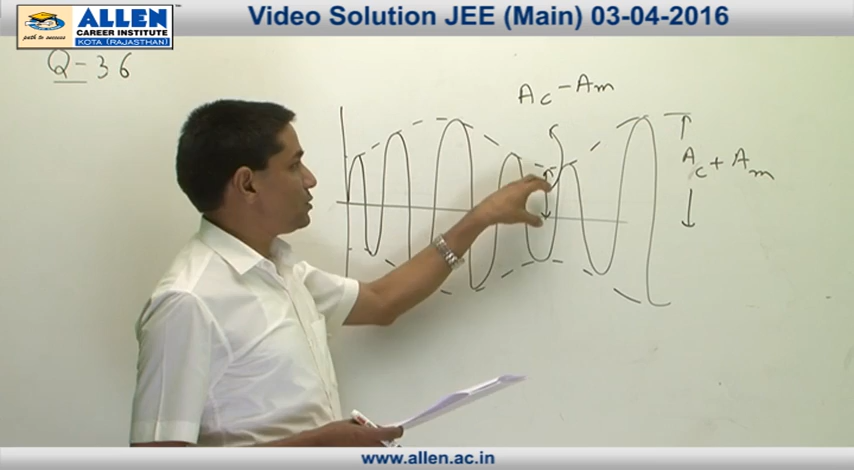 Video Solution JEE (Main) 03-04-2016
ALLEN
CAREER INSTITUTE
path to success
KOTA (RAJASTHAN)
Q-36
Ac-Am
Ac+Am
www.allen.ac.in